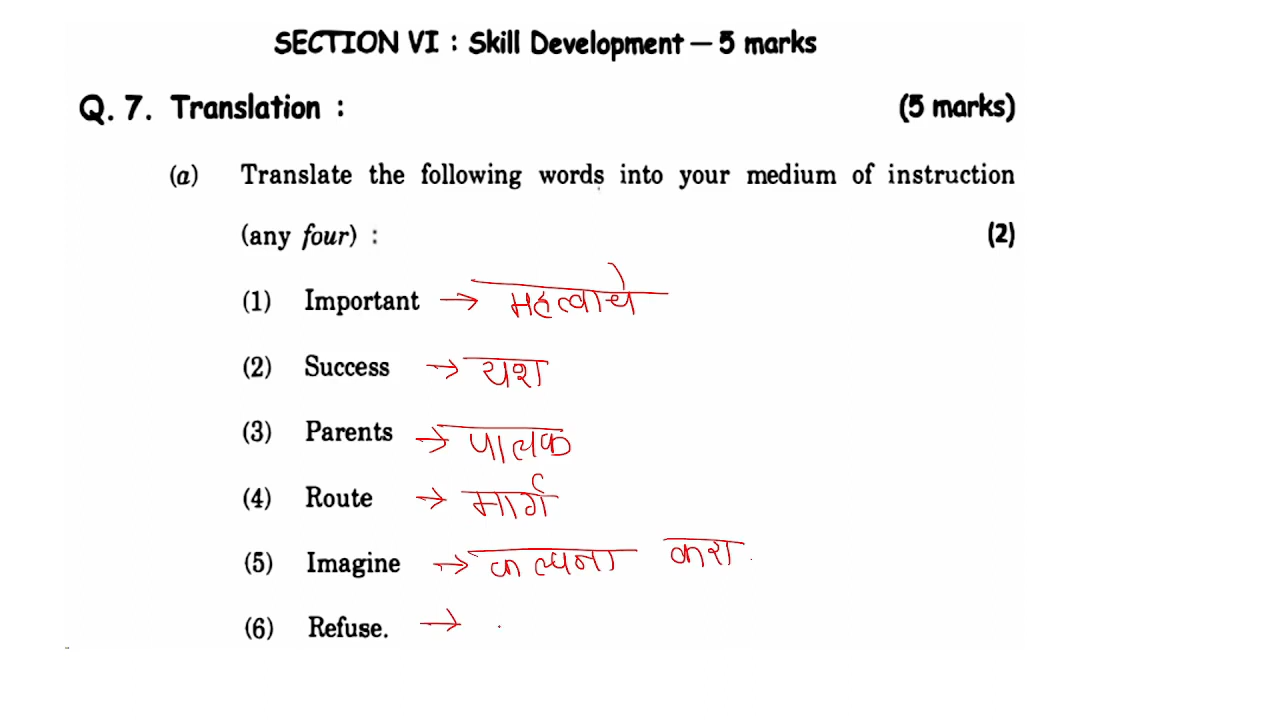 SECTION VI : Skill Development – 5 marks
Q. 7. Translation : (5 marks)
(a) Translate the following words into your medium of instruction
(any four) : (2)
(1) Important → महत्वाचे
(2) Success → यश
(3) Parents → पालक
(4) Route → मार्ग
(5) Imagine → कल्पना करा
(6) Refuse. →